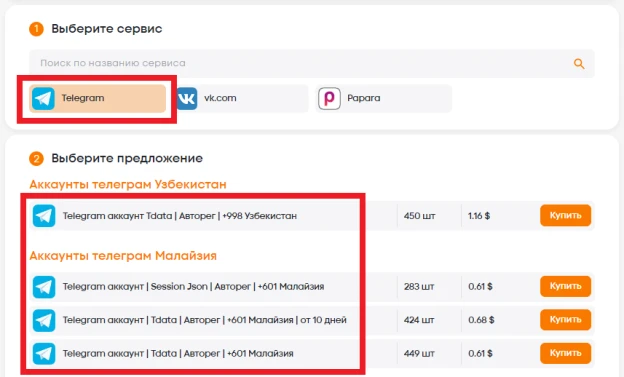 1 Выберите сервис
Поиск по названию сервиса
Telegram vk.com Papara
2 Выберите предложение
Аккаунты телеграм Узбекистан
Telegram аккаунт Tdata | Авторег | +998 Узбекистан 450 шт 1.16 $ Купить
Аккаунты телеграм Малайзия
Telegram аккаунт | Session Json | Авторег | +601 Малайзия 283 шт 0.61 $ Купить
Telegram аккаунт | Tdata | Авторег | +601 Малайзия | от 10 дней 424 шт 0.68 $ Купить
Telegram аккаунт | Tdata | Авторег | +601 Малайзия 449 шт 0.61 $ Купить